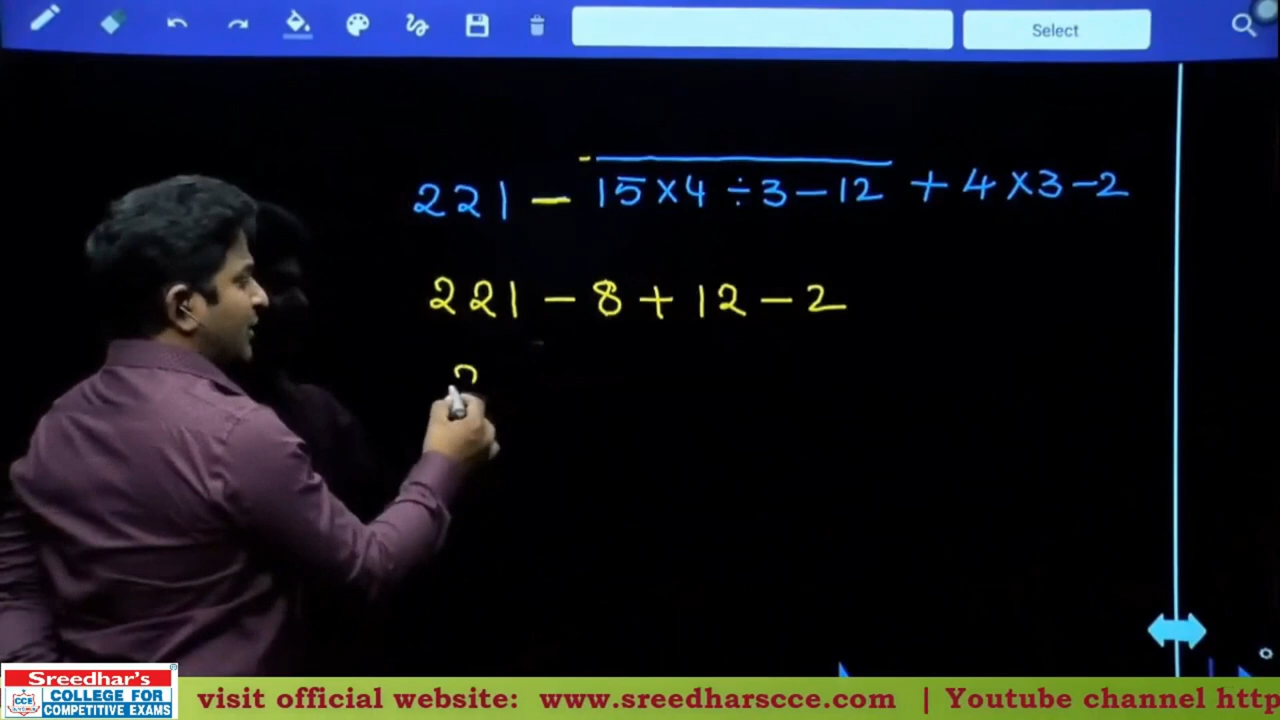 Select
221 - 15×4÷3-12 + 4×3-2
221 - 8 + 12 - 2
2
Sreedhar's
CCE
COLLEGE FOR
COMPETITIVE EXAMS
visit official website: www.sreedharscce.com | Youtube channel http